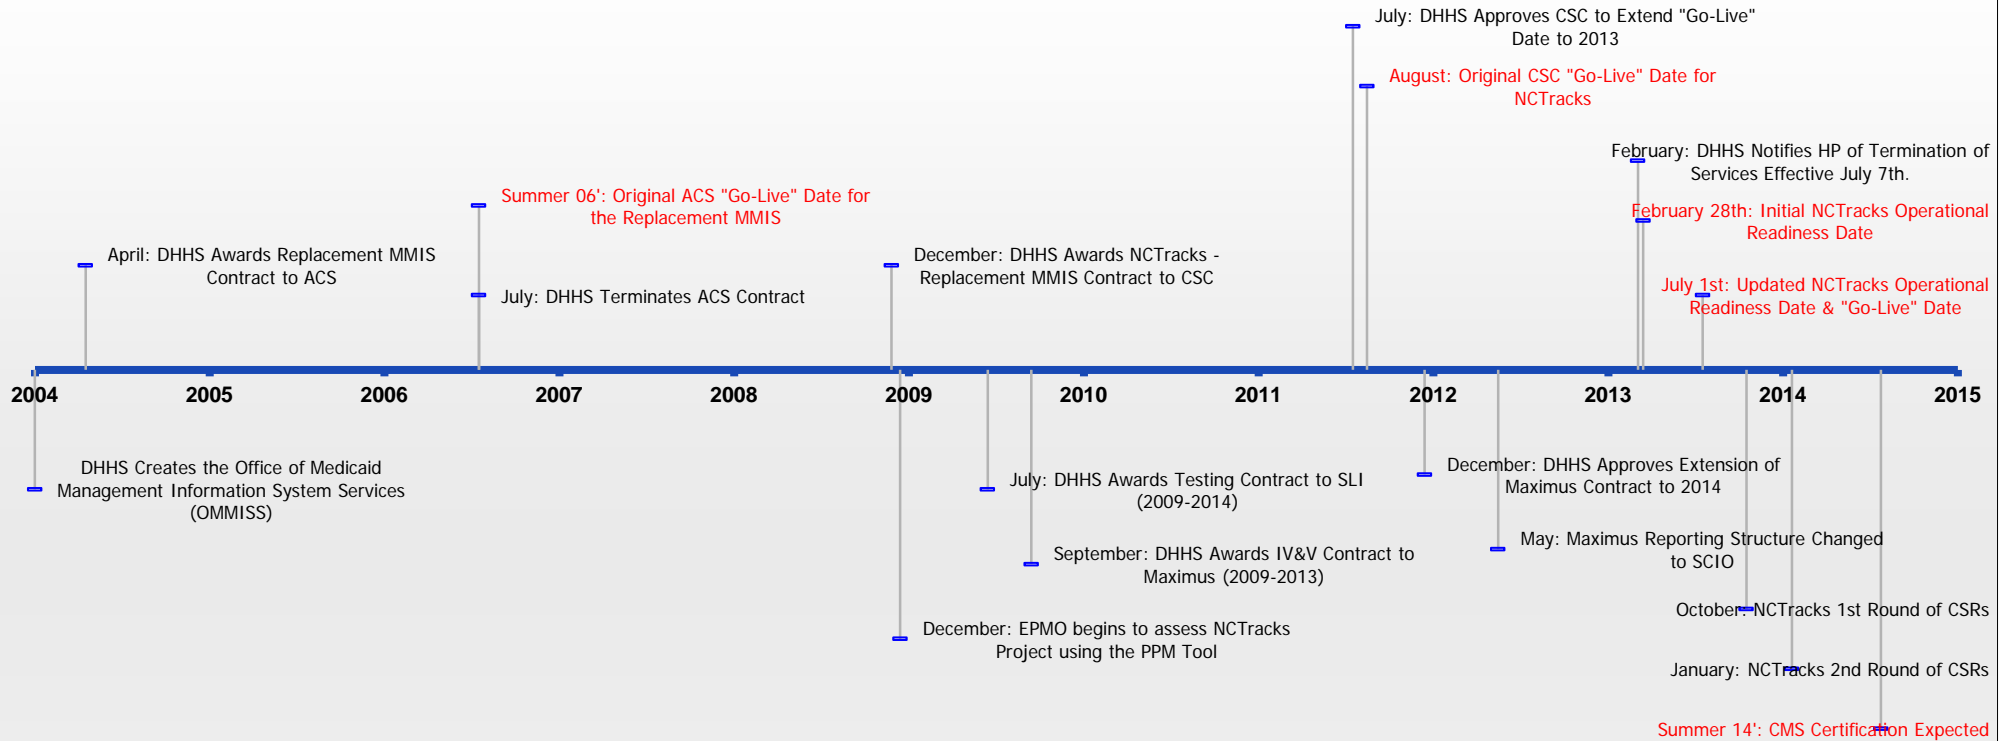 July: DHHS Approves CSC to Extend "Go-Live"
Date to 2013
August: Original CSC "Go-Live" Date for
NCTracks
February: DHHS Notifies HP of Termination of
Services Effective July 7th.
Summer 06': Original ACS "Go-Live" Date for
the Replacement MMIS
February 28th: Initial NCTracks Operational
Readiness Date
April: DHHS Awards Replacement MMIS
Contract to ACS
December: DHHS Awards NCTracks -
Replacement MMIS Contract to CSC
July: DHHS Terminates ACS Contract
July 1st: Updated NCTracks Operational
Readiness Date & "Go-Live" Date
2004 2005 2006 2007 2008 2009 2010 2011 2012 2013 2014 2015
DHHS Creates the Office of Medicaid
Management Information System Services
(OMMISS)
July: DHHS Awards Testing Contract to SLI
(2009-2014)
December: DHHS Approves Extension of
Maximus Contract to 2014
September: DHHS Awards IV&V Contract to
Maximus (2009-2013)
May: Maximus Reporting Structure Changed
to SCIO
October: NCTracks 1st Round of CSRs
December: EPMO begins to assess NCTracks
Project using the PPM Tool
January: NCTracks 2nd Round of CSRs
Summer 14': CMS Certification Expected